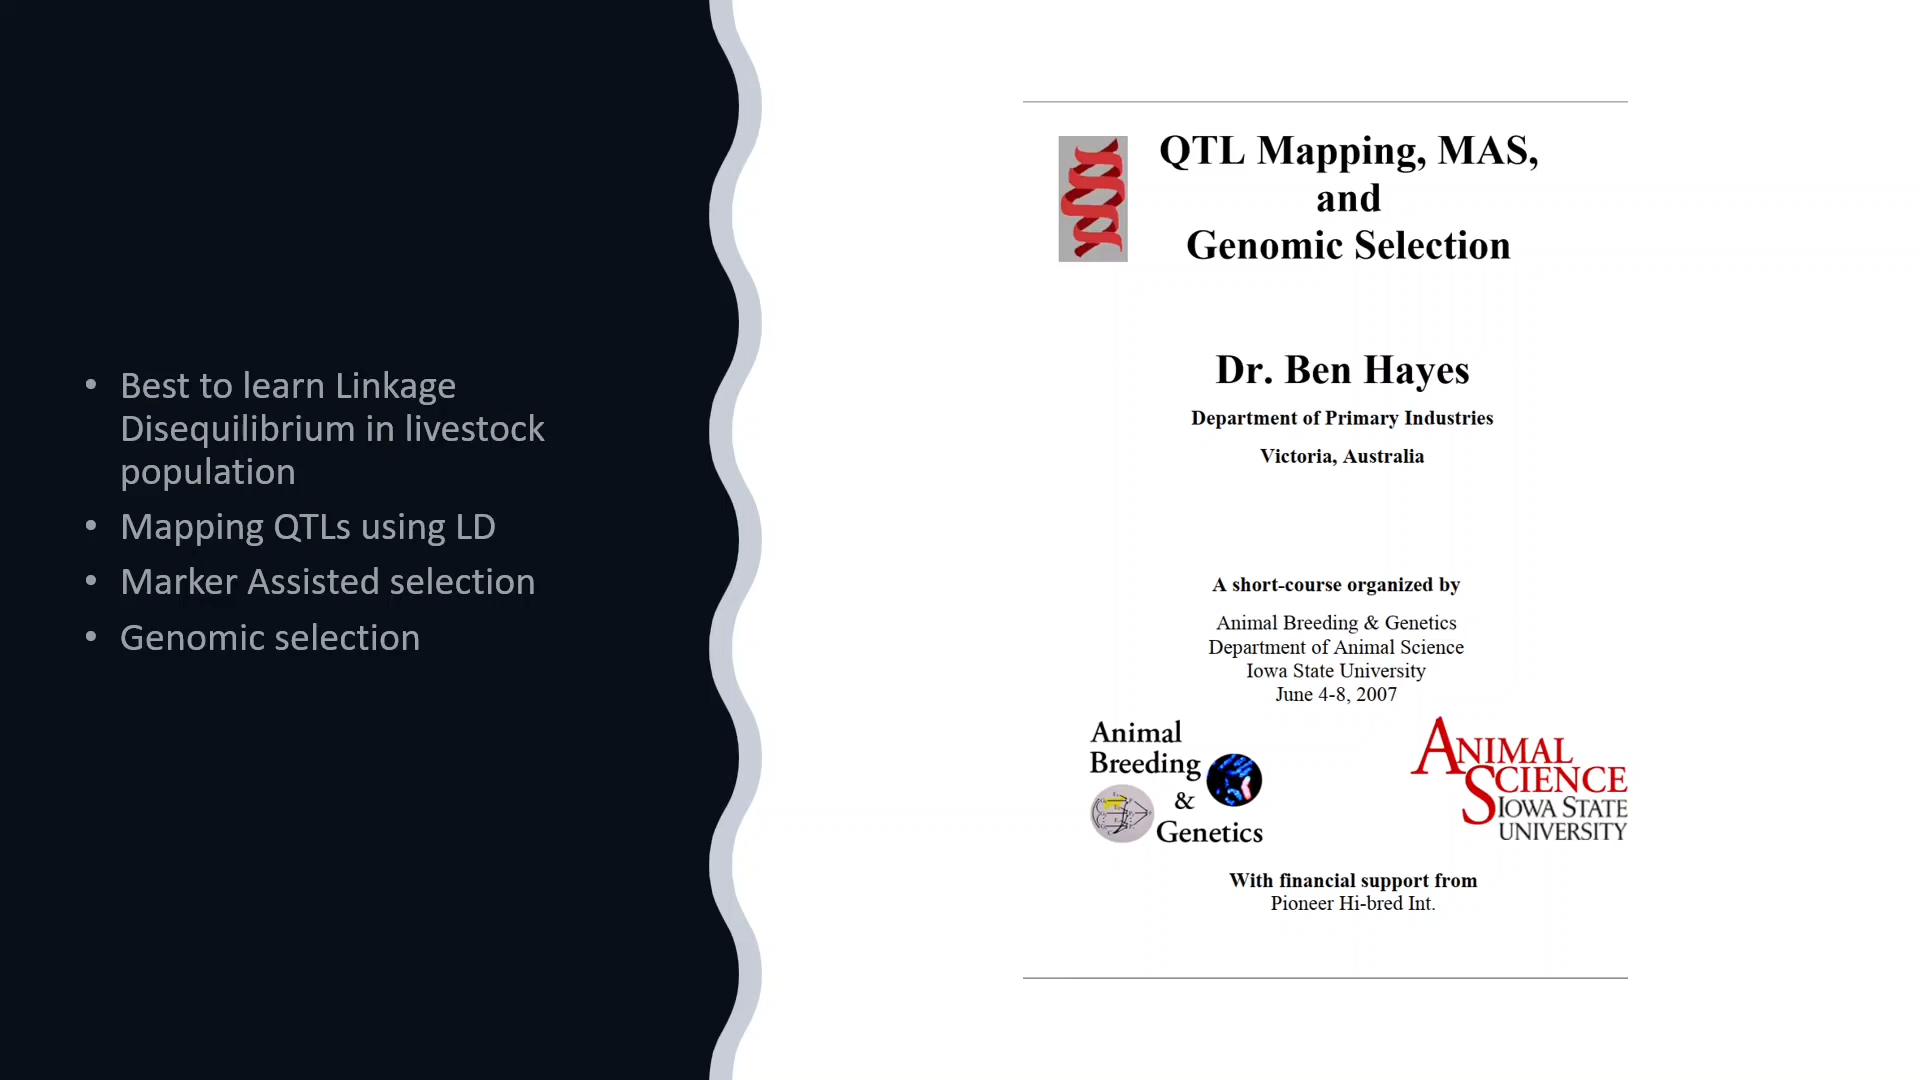 • Best to learn Linkage
Disequilibrium in livestock
population
• Mapping QTLs using LD
• Marker Assisted selection
• Genomic selection
QTL Mapping, MAS,
and
Genomic Selection
Dr. Ben Hayes
Department of Primary Industries
Victoria, Australia
A short-course organized by
Animal Breeding & Genetics
Department of Animal Science
Iowa State University
June 4-8, 2007
Animal
Breeding
&
Genetics
ANIMAL
SCIENCE
IOWA STATE
UNIVERSITY
With financial support from
Pioneer Hi-bred Int.